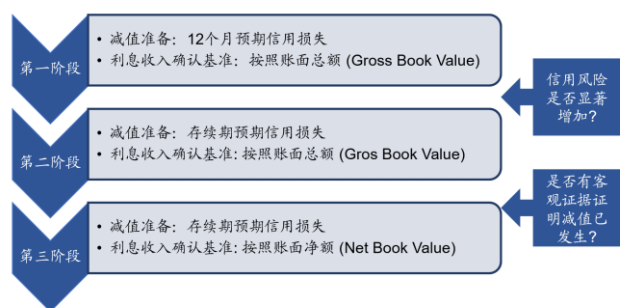 第一阶段
• 减值准备：12个月预期信用损失
• 利息收入确认基准：按照账面总额 (Gross Book Value)
信用风险
是否显著
增加？
第二阶段
• 减值准备：存续期预期信用损失
• 利息收入确认基准：按照账面总额 (Gros Book Value)
是否有客
观证据证
明减值已
发生？
第三阶段
• 减值准备：存续期预期信用损失
• 利息收入确认基准：按照账面净额 (Net Book Value)